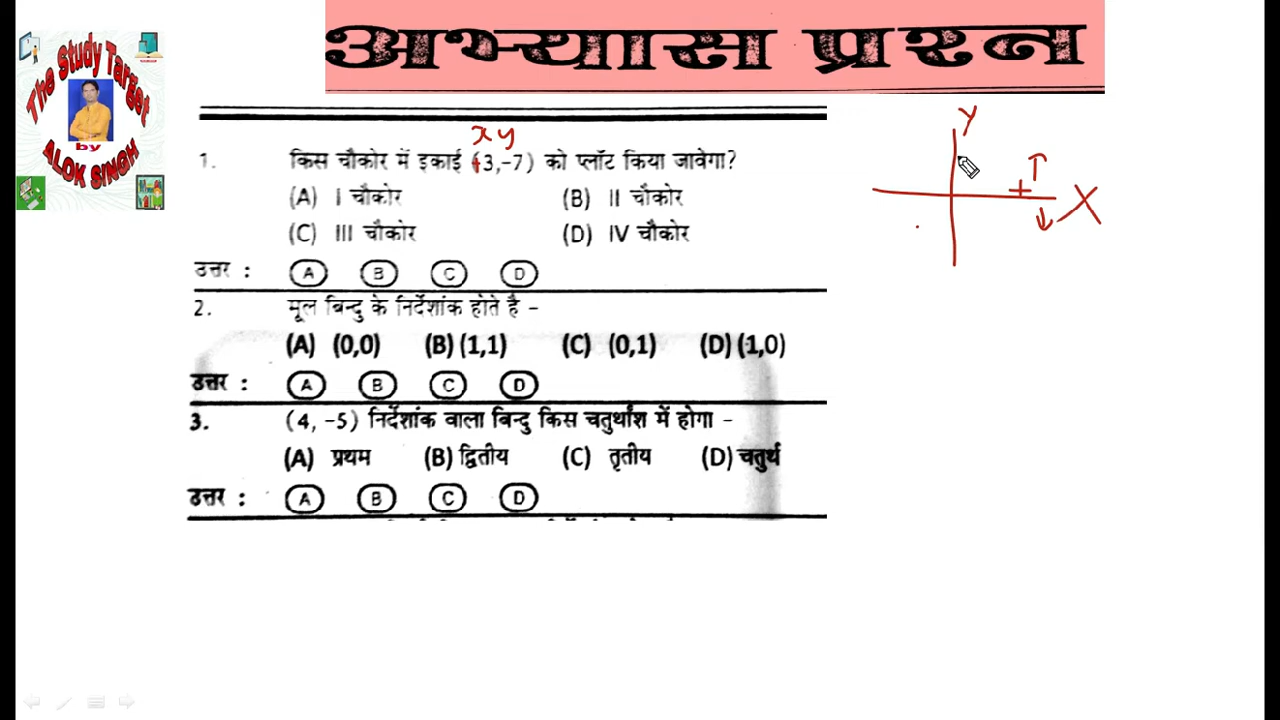 अभ्यास प्रश्न
The Study Target
by
ALOK SINGH
x y
1. किस चौकोर में इकाई (3,-7) को प्लॉट किया जावेगा?
(A) I चौकोर (B) II चौकोर
(C) III चौकोर (D) IV चौकोर
उत्तर : A B C D
2. मूल बिन्दु के निर्देशांक होते है -
(A) (0,0) (B) (1,1) (C) (0,1) (D) (1,0)
उत्तर : A B C D
3. (4, -5) निर्देशांक वाला बिन्दु किस चतुर्थांश में होगा -
(A) प्रथम (B) द्वितीय (C) तृतीय (D) चतुर्थ
उत्तर : A B C D
y
+
X